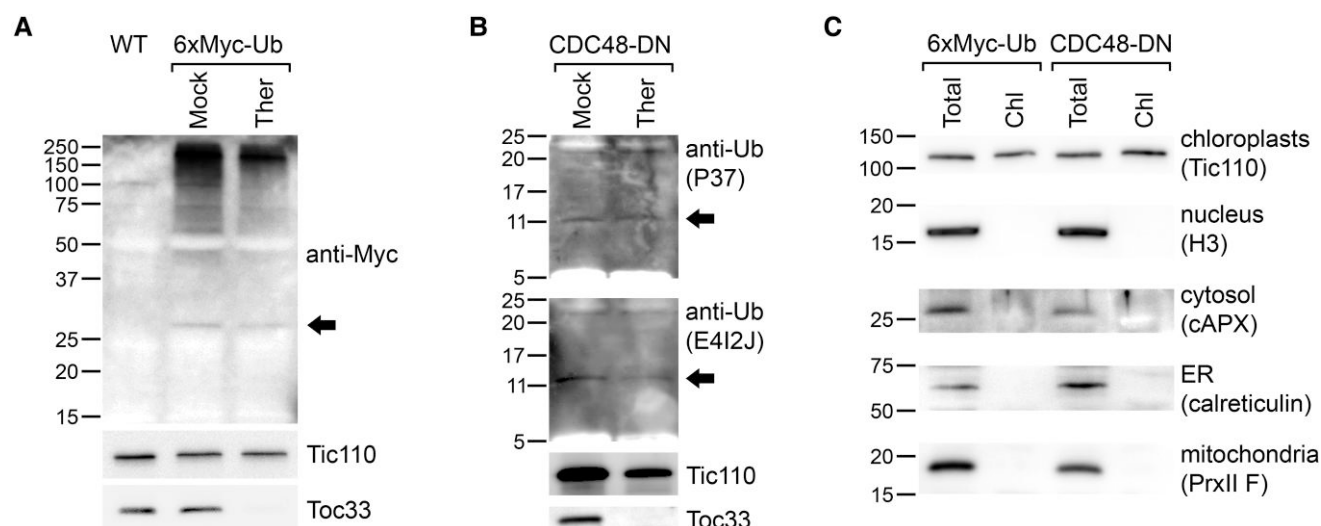 A
WT
6xMyc-Ub
Mock
Ther
250
150
100
75
50
37
25
20
15
anti-Myc
Tic110
Toc33
B
CDC48-DN
Mock
Ther
25
20
17
11
5
anti-Ub
(P37)
25
20
17
11
5
anti-Ub
(E4I2J)
Tic110
Toc33
C
6xMyc-Ub
CDC48-DN
Total
Chl
Total
Chl
150
100
chloroplasts
(Tic110)
20
15
nucleus
(H3)
25
cytosol
(cAPX)
75
50
ER
(calreticulin)
20
15
mitochondria
(PrxII F)